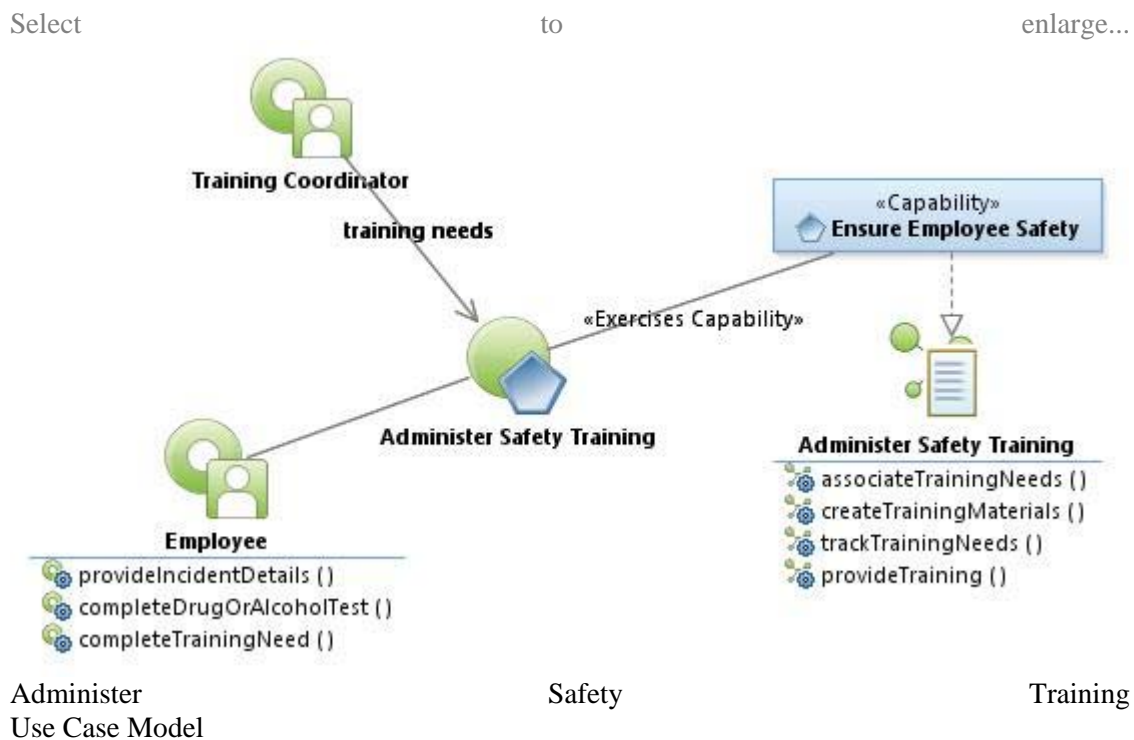 Select to enlarge...
Training Coordinator
training needs
«Capability»
Ensure Employee Safety
«Exercises Capability»
Administer Safety Training
Employee
provideIncidentDetails ()
completeDrugOrAlcoholTest ()
completeTrainingNeed ()
Administer Safety Training
associateTrainingNeeds ()
createTrainingMaterials ()
trackTrainingNeeds ()
provideTraining ()
Administer Safety Training
Use Case Model